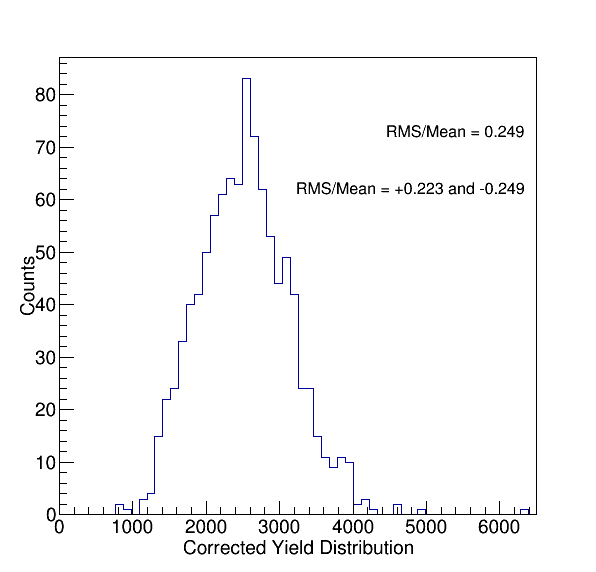 RMS/Mean = 0.249
RMS/Mean = +0.223 and -0.249
Counts
80
70
60
50
40
30
20
10
0
0 1000 2000 3000 4000 5000 6000
Corrected Yield Distribution